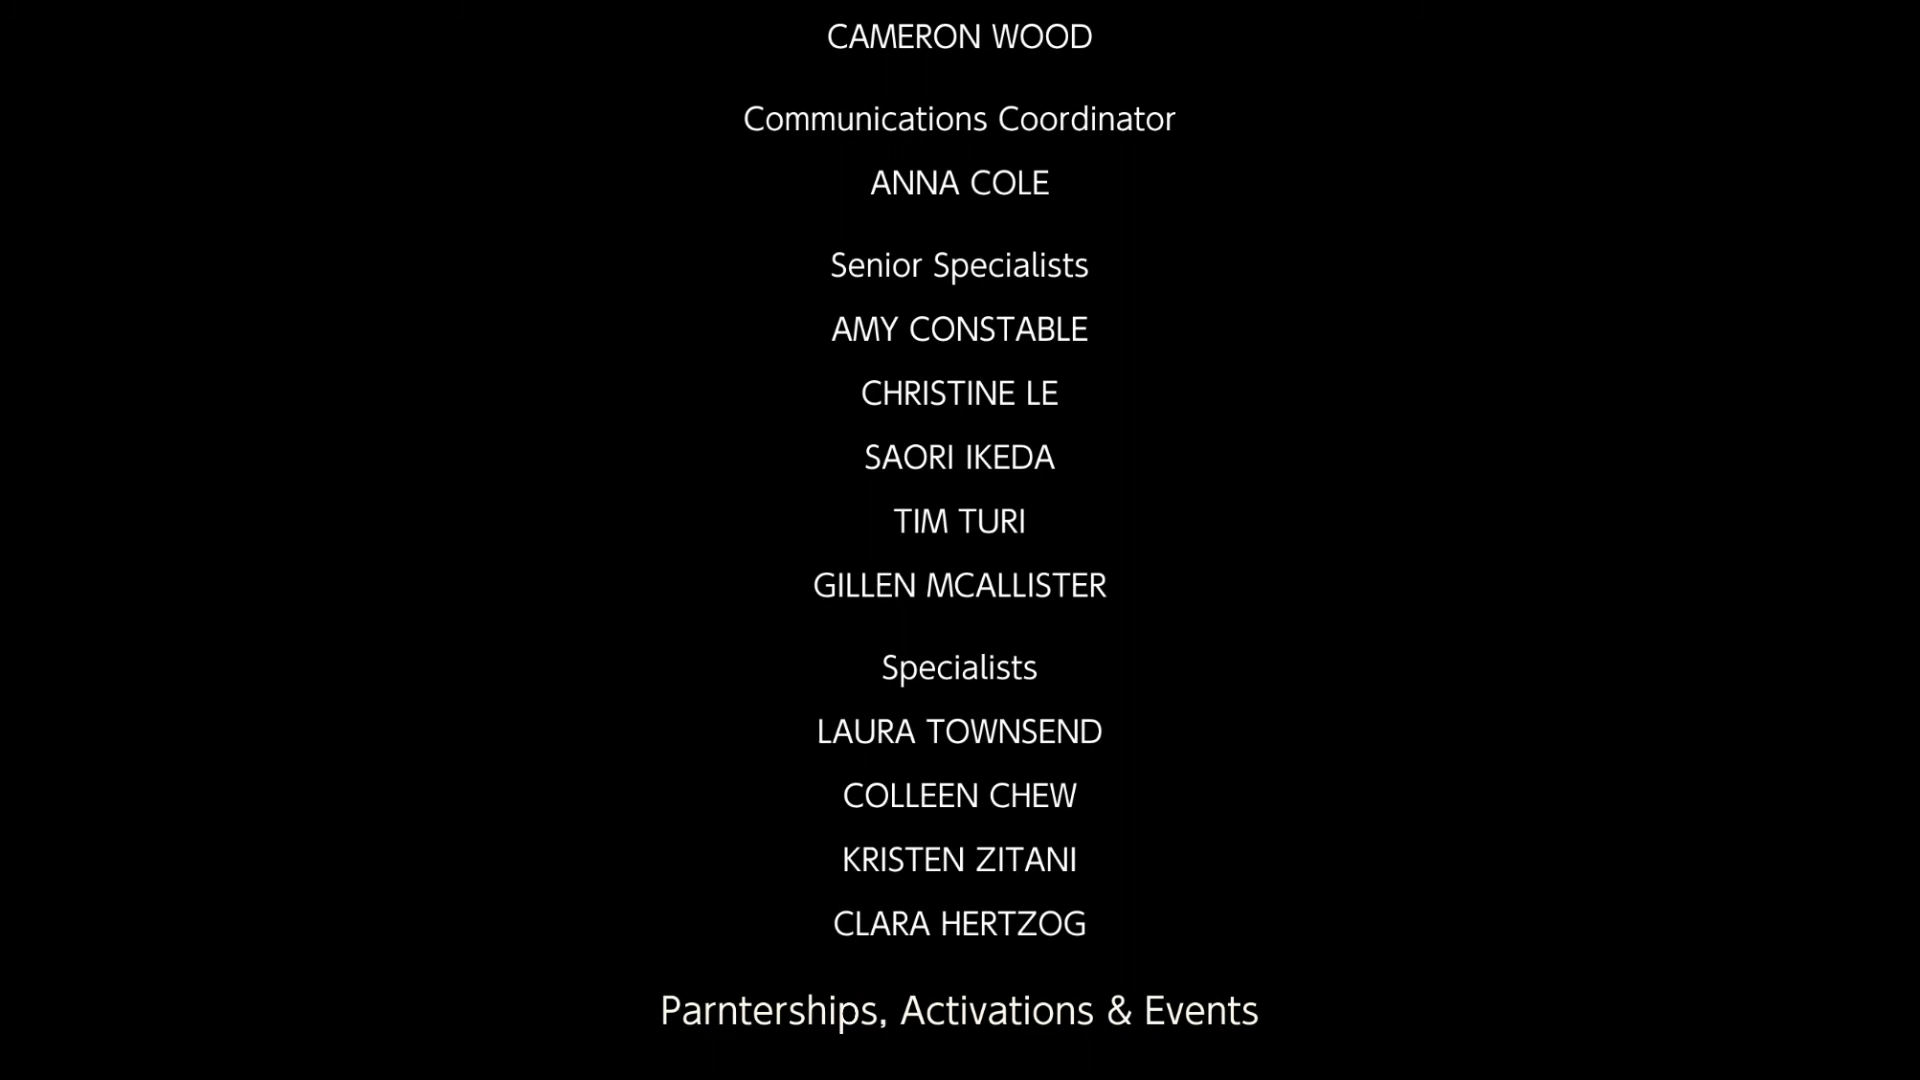 CAMERON WOOD
Communications Coordinator
ANNA COLE
Senior Specialists
AMY CONSTABLE
CHRISTINE LE
SAORI IKEDA
TIM TURI
GILLEN MCALLISTER
Specialists
LAURA TOWNSEND
COLLEEN CHEW
KRISTEN ZITANI
CLARA HERTZOG
Parnterships, Activations & Events